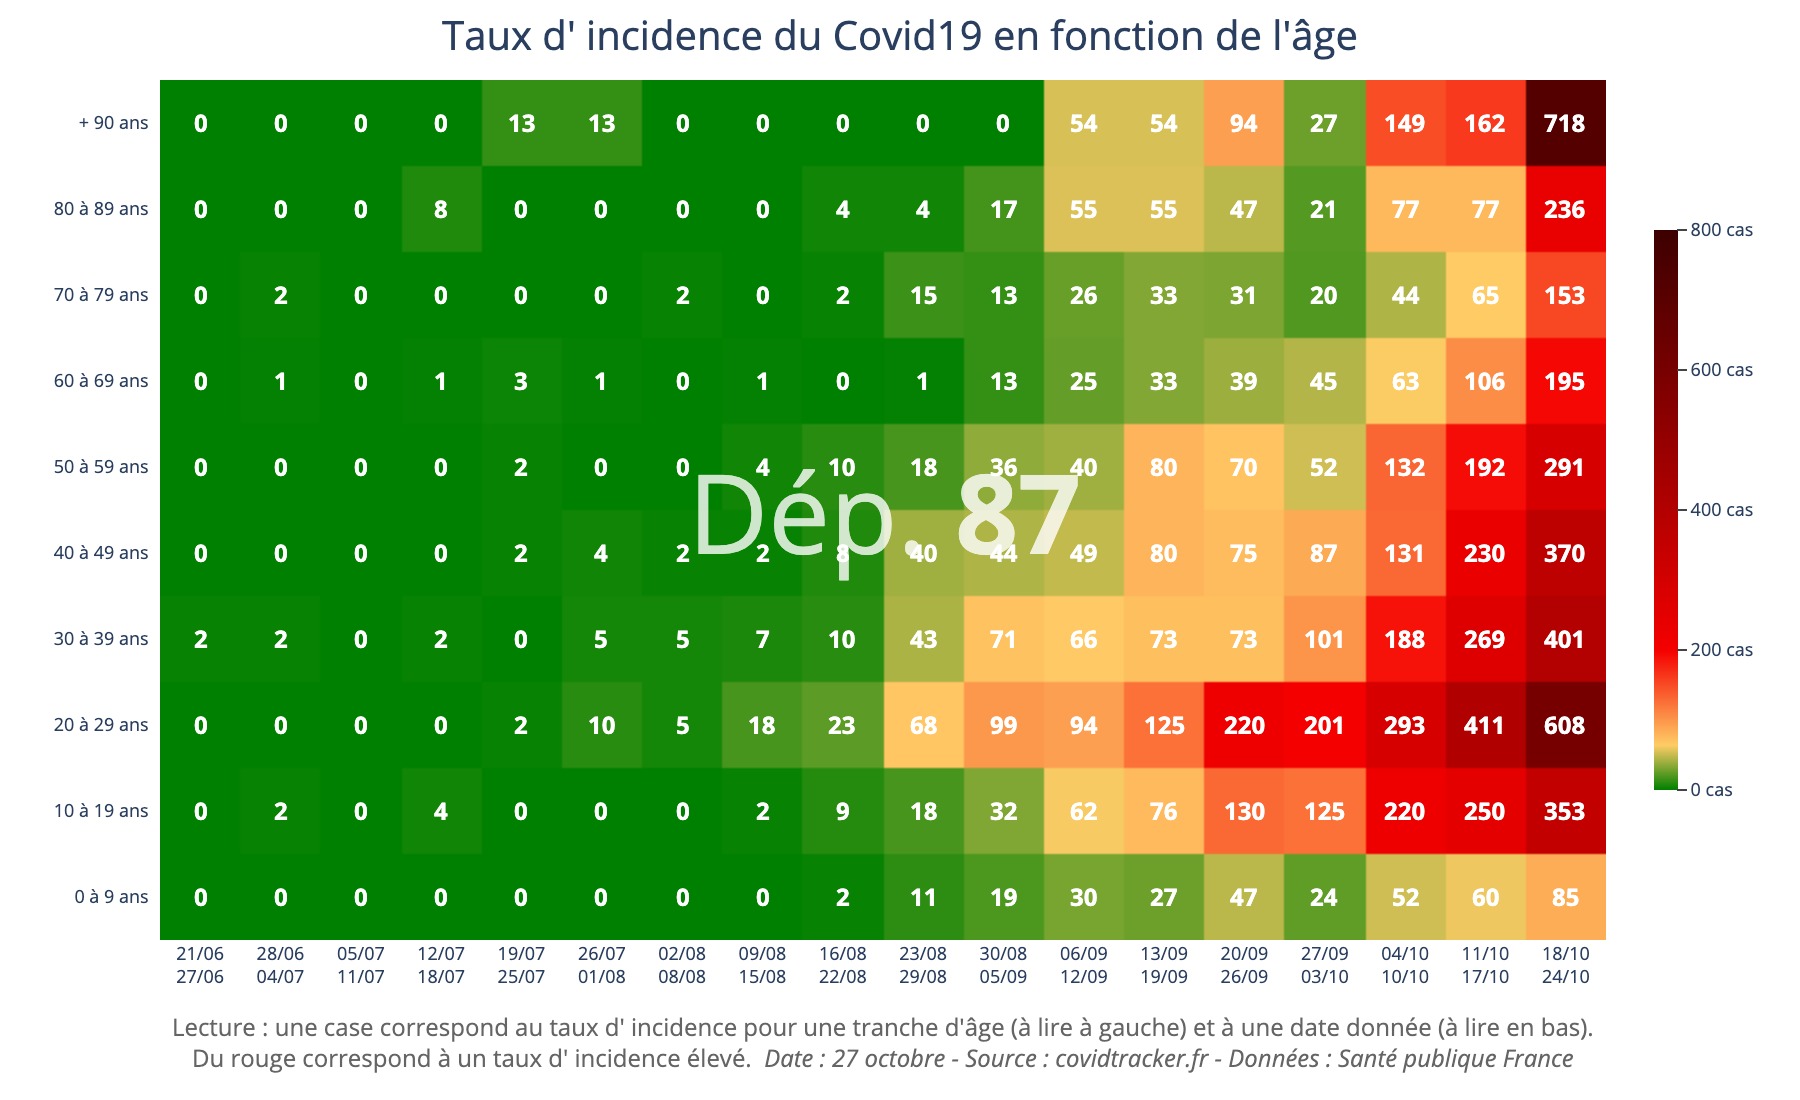 Taux d' incidence du Covid19 en fonction de l'âge
+ 90 ans 0 0 0 0 13 13 0 0 0 0 0 54 54 94 27 149 162 718
80 à 89 ans 0 0 0 8 0 0 0 0 4 4 17 55 55 47 21 77 77 236
70 à 79 ans 0 2 0 0 0 0 2 0 2 15 13 26 33 31 20 44 65 153
60 à 69 ans 0 1 0 1 3 1 0 1 0 1 13 25 33 39 45 63 106 195
50 à 59 ans 0 0 0 0 2 0 0 4 10 18 36 40 80 70 52 132 192 291
Dép. 87
40 à 49 ans 0 0 0 0 2 4 2 2 8 40 44 49 80 75 87 131 230 370
30 à 39 ans 2 2 0 2 0 5 5 7 10 43 71 66 73 73 101 188 269 401
20 à 29 ans 0 0 0 0 2 10 5 18 23 68 99 94 125 220 201 293 411 608
10 à 19 ans 0 2 0 4 0 0 0 2 9 18 32 62 76 130 125 220 250 353
0 à 9 ans 0 0 0 0 0 0 0 0 2 11 19 30 27 47 24 52 60 85
21/06 28/06 05/07 12/07 19/07 26/07 02/08 09/08 16/08 23/08 30/08 06/09 13/09 20/09 27/09 04/10 11/10 18/10
27/06 04/07 11/07 18/07 25/07 01/08 08/08 15/08 22/08 29/08 05/09 12/09 19/09 26/09 03/10 10/10 17/10 24/10
800 cas
600 cas
400 cas
200 cas
0 cas
Lecture : une case correspond au taux d' incidence pour une tranche d'âge (à lire à gauche) et à une date donnée (à lire en bas).
Du rouge correspond à un taux d' incidence élevé. Date : 27 octobre - Source : covidtracker.fr - Données : Santé publique France